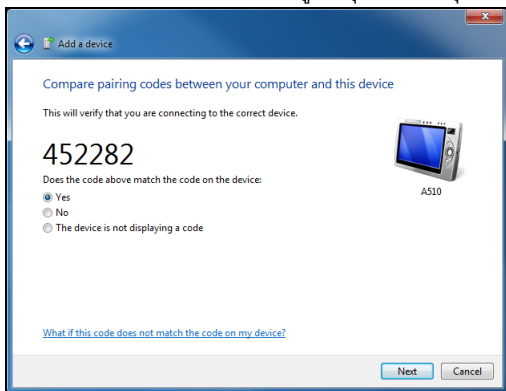 Add a device
Compare pairing codes between your computer and this device
This will verify that you are connecting to the correct device.
452282
Does the code above match the code on the device:
A510
Yes
No
The device is not displaying a code
What if this code does not match the code on my device?
Next Cancel